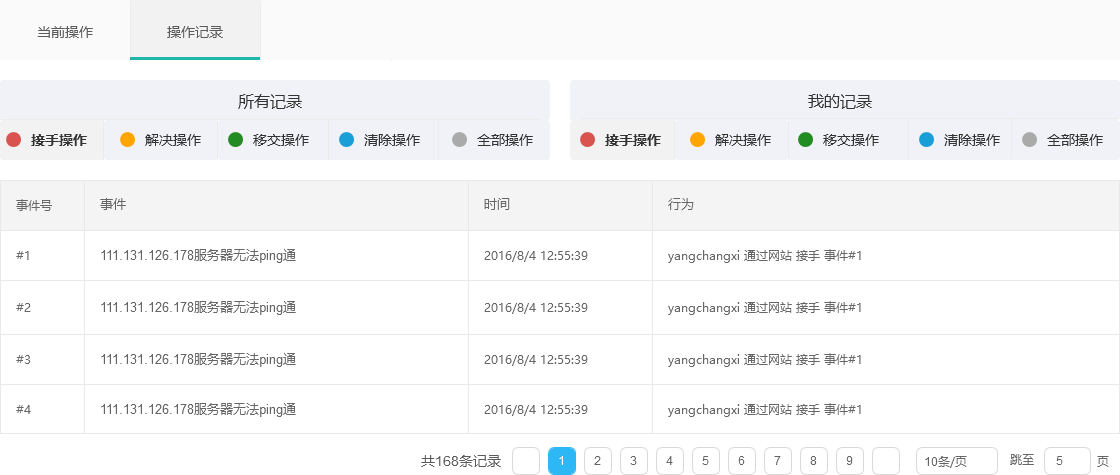 当前操作 操作记录
所有记录 我的记录
接手操作 解决操作 移交操作 清除操作 全部操作 接手操作 解决操作 移交操作 清除操作 全部操作
事件号 事件 时间 行为
#1 111.131.126.178服务器无法ping通 2016/8/4 12:55:39 yangchangxi 通过网站 接手 事件#1
#2 111.131.126.178服务器无法ping通 2016/8/4 12:55:39 yangchangxi 通过网站 接手 事件#1
#3 111.131.126.178服务器无法ping通 2016/8/4 12:55:39 yangchangxi 通过网站 接手 事件#1
#4 111.131.126.178服务器无法ping通 2016/8/4 12:55:39 yangchangxi 通过网站 接手 事件#1
共168条记录 1 2 3 4 5 6 7 8 9 10条/页 跳至 5 页